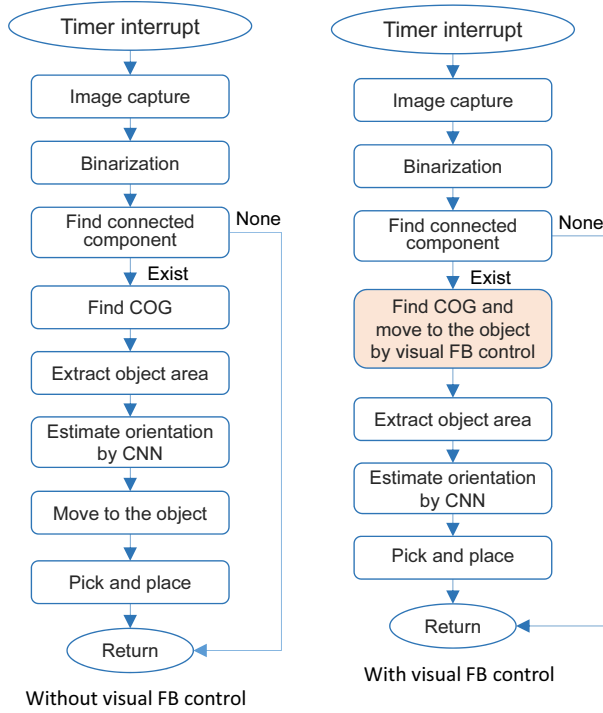 Timer interrupt
Image capture
Binarization
Find connected
component
None
Exist
Find COG
Extract object area
Estimate orientation
by CNN
Move to the object
Pick and place
Return
Without visual FB control
Timer interrupt
Image capture
Binarization
Find connected
component
None
Exist
Find COG and
move to the object
by visual FB control
Extract object area
Estimate orientation
by CNN
Pick and place
Return
With visual FB control